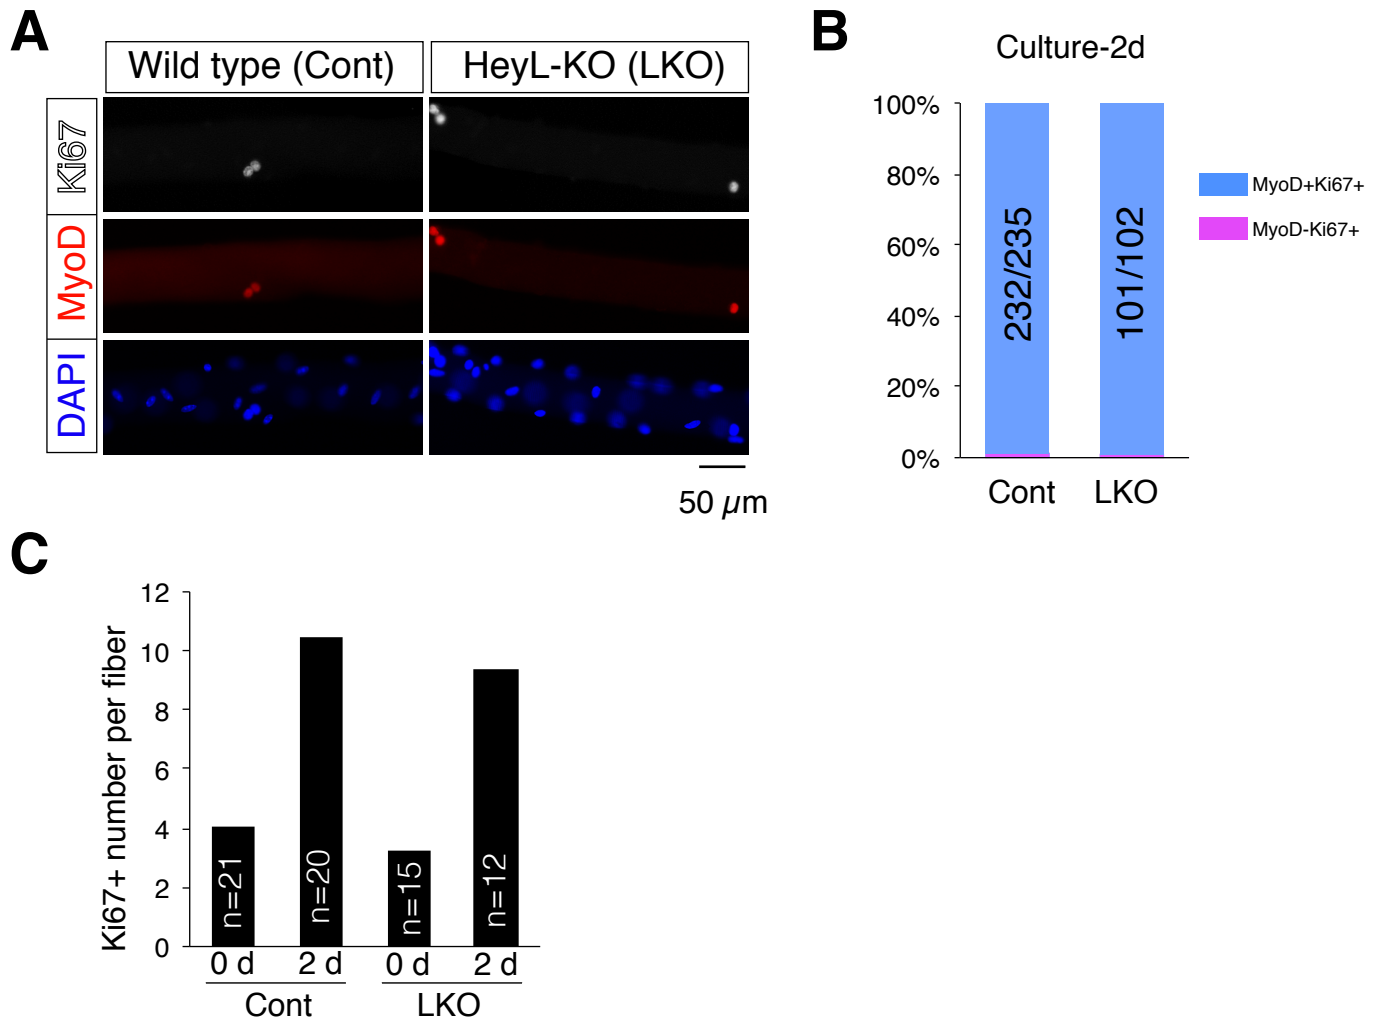 A
Wild type (Cont)
HeyL-KO (LKO)
Ki67
MyoD
DAPI
50 µm
B
Culture-2d
100%
80%
60%
40%
20%
0%
232/235
101/102
Cont
LKO
MyoD+Ki67+
MyoD-Ki67+
C
Ki67+ number per fiber
12
10
8
6
4
2
0
n=21
n=20
n=15
n=12
0 d
2 d
0 d
2 d
Cont
LKO